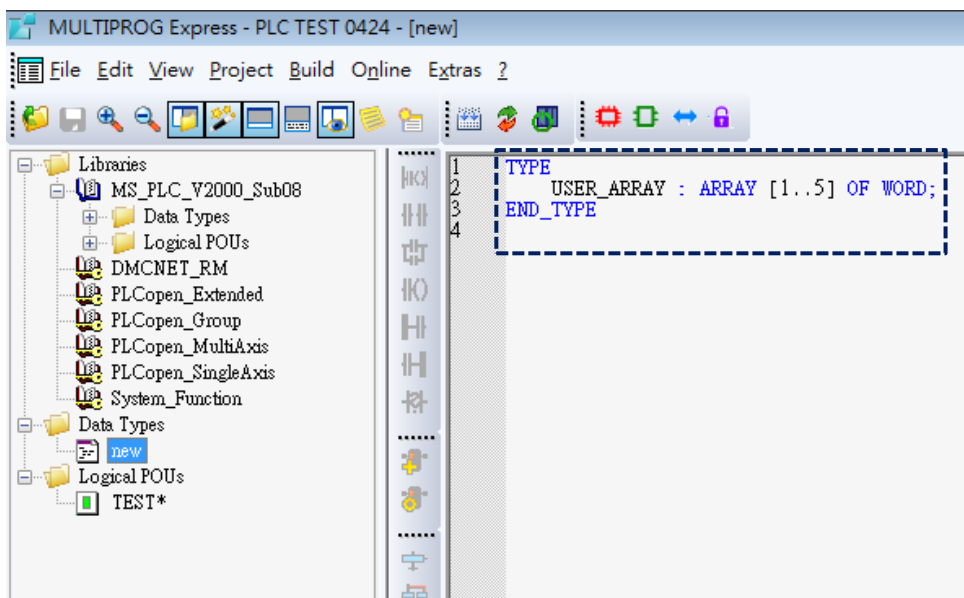 MULTIPROG Express - PLC TEST 0424 - [new]
File Edit View Project Build Online Extras ?
Libraries
MS_PLC_V2000_Sub08
Data Types
Logical POUs
DMCNET_RM
PLCopen_Extended
PLCopen_Group
PLCopen_MultiAxis
PLCopen_SingleAxis
System_Function
Data Types
new
Logical POUs
TEST*
1 TYPE
2 USER_ARRAY : ARRAY [1..5] OF WORD;
3 END_TYPE
4